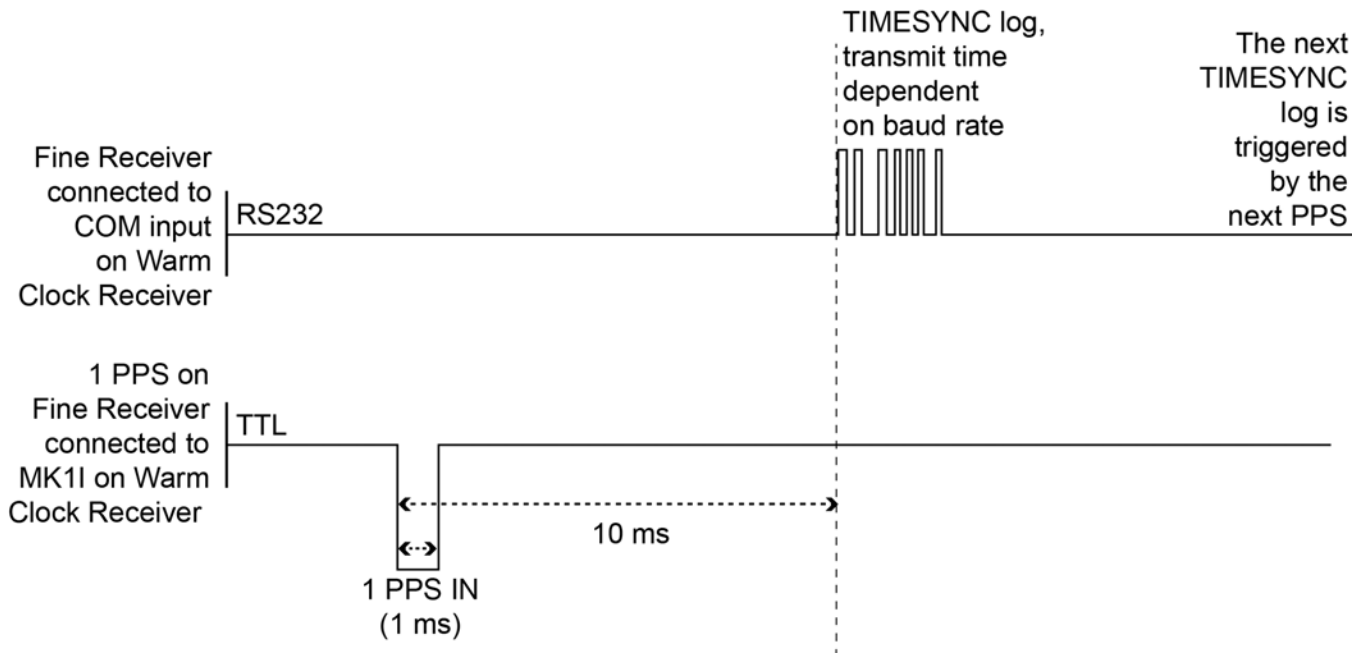 TIMESYNC log,
transmit time
dependent
on baud rate
The next
TIMESYNC
log is
triggered
by the
next PPS
Fine Receiver
connected to
COM input
on Warm
Clock Receiver
RS232
1 PPS on
Fine Receiver
connected to
MK1I on Warm
Clock Receiver
TTL
10 ms
1 PPS IN
(1 ms)